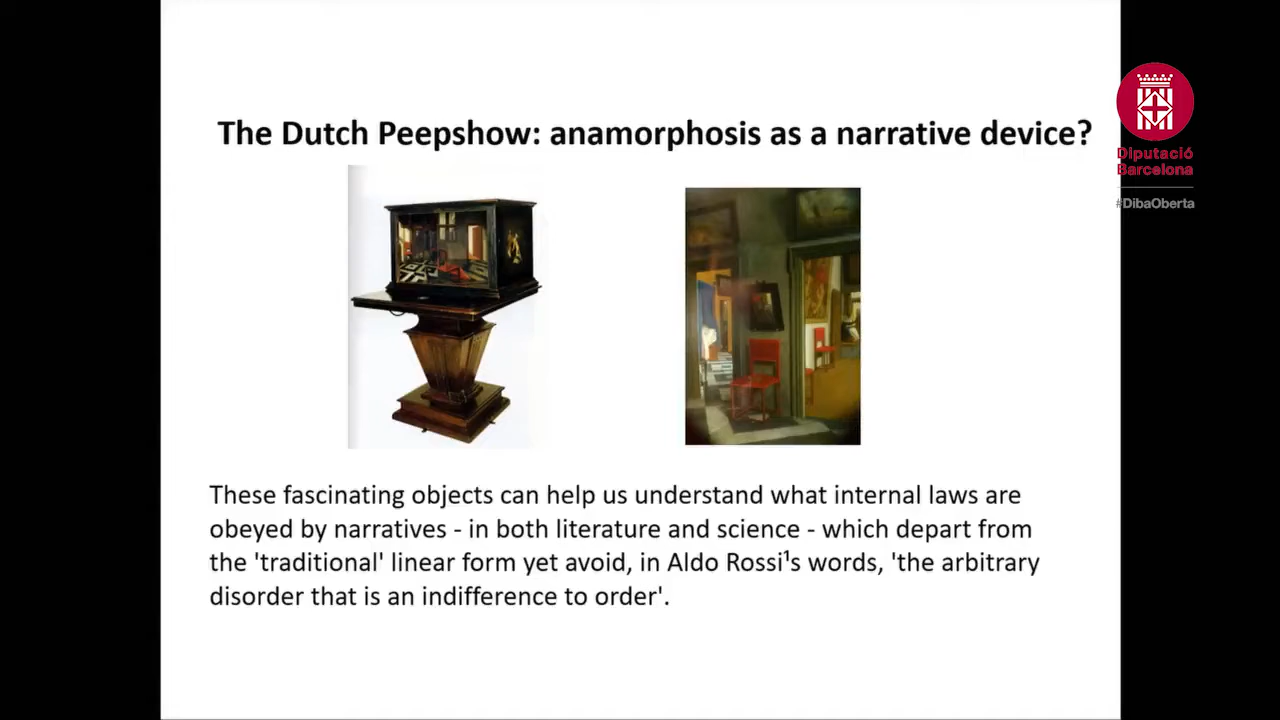 The Dutch Peepshow: anamorphosis as a narrative device?
Diputació
Barcelona
#DibaOberta
These fascinating objects can help us understand what internal laws are
obeyed by narratives - in both literature and science - which depart from
the 'traditional' linear form yet avoid, in Aldo Rossi¹s words, 'the arbitrary
disorder that is an indifference to order'.